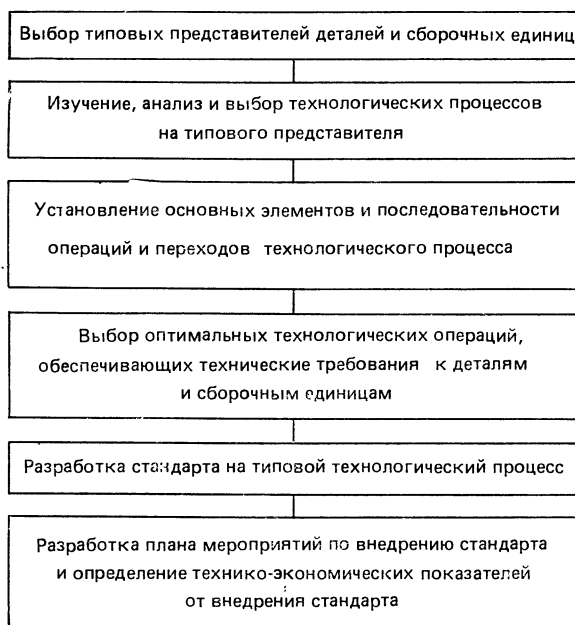 Выбор типовых представителей деталей и сборочных единиц
Изучение, анализ и выбор технологических процессов
на типового представителя
Установление основных элементов и последовательности
операций и переходов технологического процесса
Выбор оптимальных технологических операций,
обеспечивающих технические требования к деталям
и сборочным единицам
Разработка стандарта на типовой технологический процесс
Разработка плана мероприятий по внедрению стандарта
и определение технико-экономических показателей
от внедрения стандарта